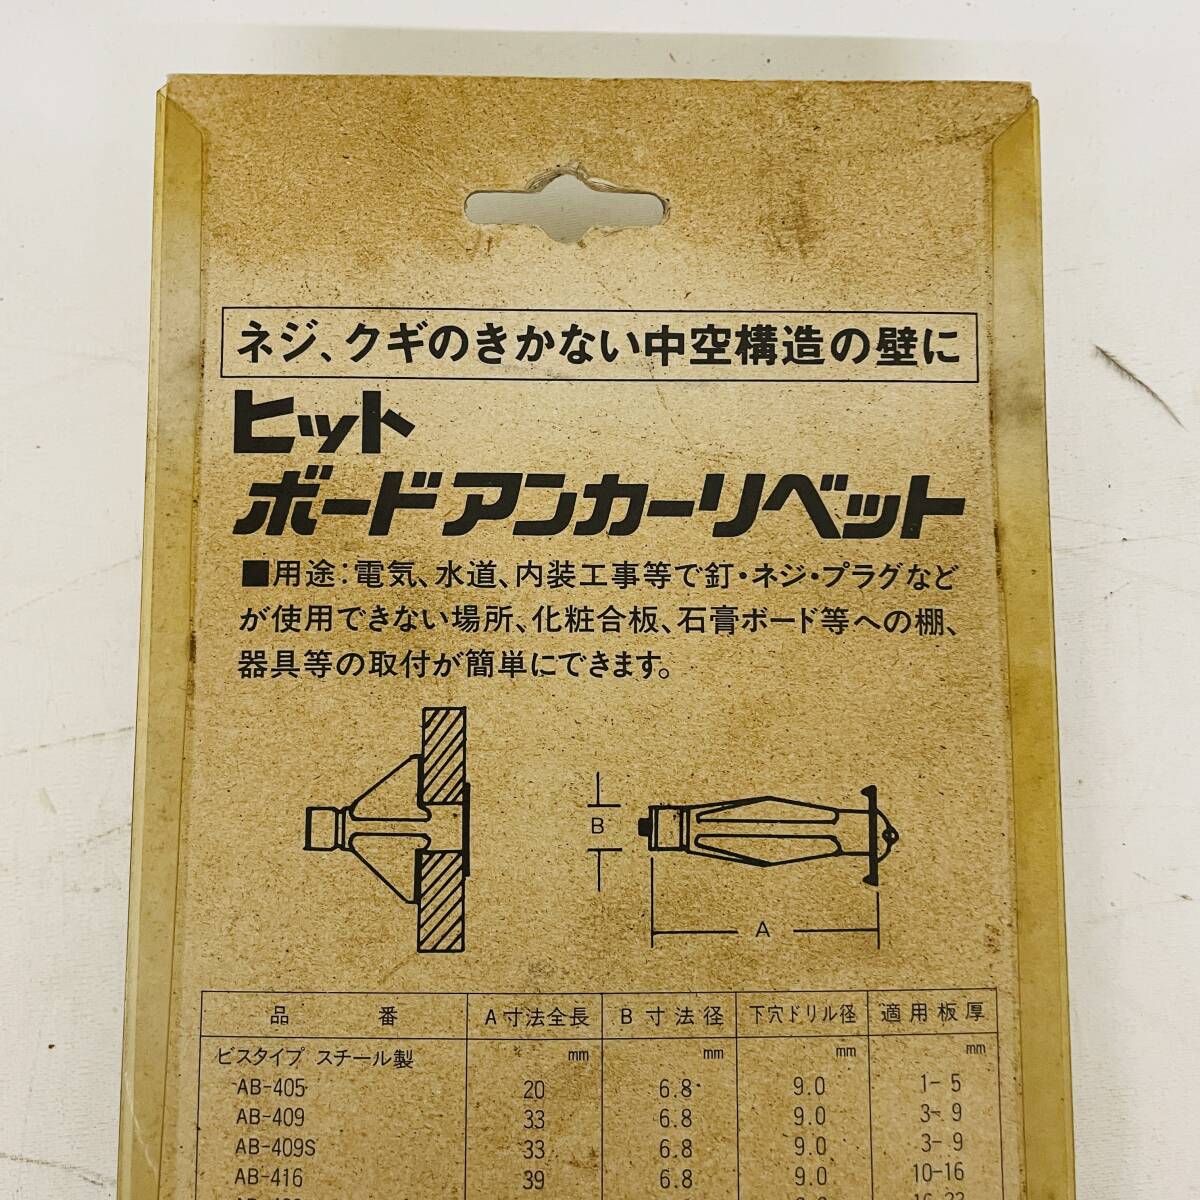 ネジ、クギのきかない中空構造の壁に
ヒット
ボードアンカーリベット
■用途:電気、水道、内装工事等で釘・ネジ・プラグなど
が使用できない場所、化粧合板、石膏ボード等への棚、
器具等の取付が簡単にできます。
B
A
品 番 A寸法全長 B寸法径 下穴ドリル径 適用板厚
ビスタイプ スチール製 mm mm mm mm
AB-405 20 6.8 9.0 1-5
AB-409 33 6.8 9.0 3-9
AB-409S 33 6.8 9.0 3-9
AB-416 39 6.8 9.0 10-16